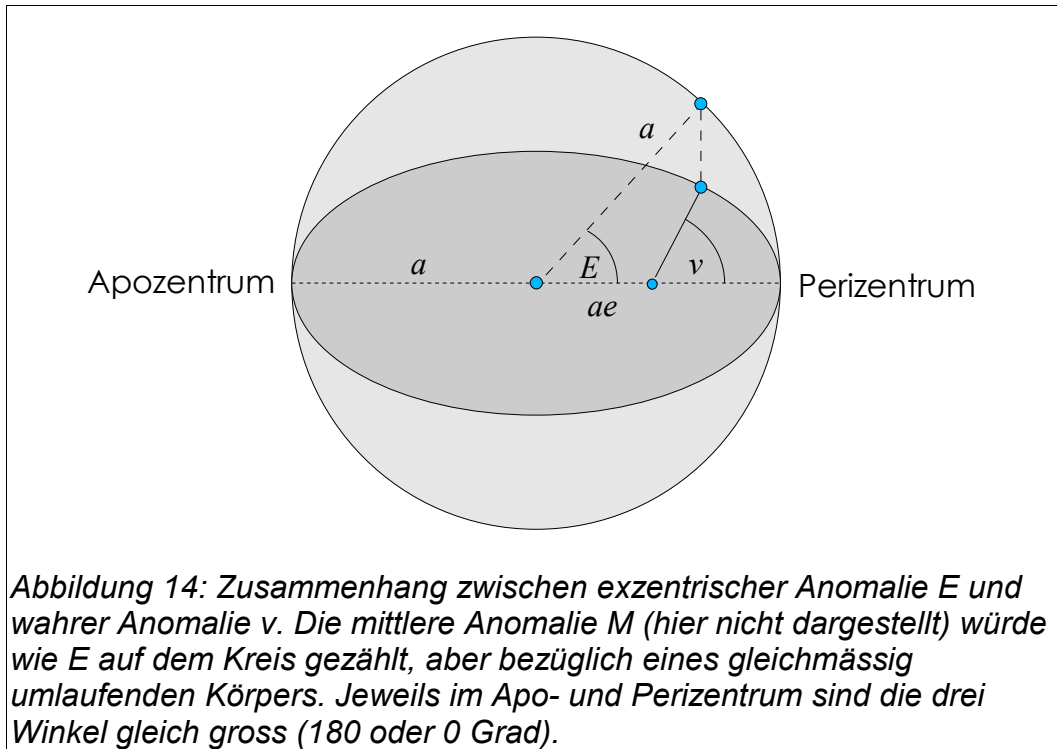 a
a
E
v
ae
Apozentrum
Perizentrum
Abbildung 14: Zusammenhang zwischen exzentrischer Anomalie E und
wahrer Anomalie v. Die mittlere Anomalie M (hier nicht dargestellt) würde
wie E auf dem Kreis gezählt, aber bezüglich eines gleichmässig
umlaufenden Körpers. Jeweils im Apo- und Perizentrum sind die drei
Winkel gleich gross (180 oder 0 Grad).